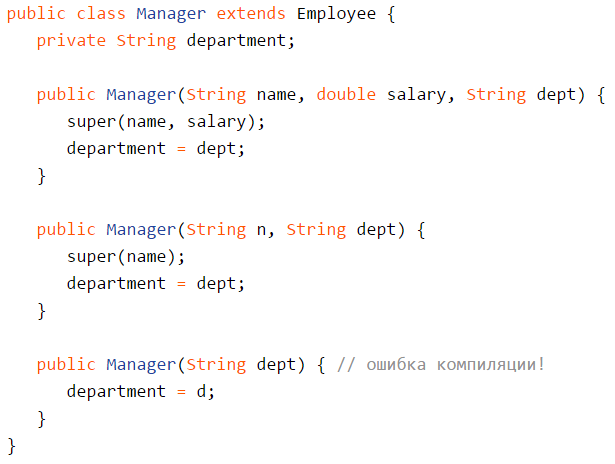 public class Manager extends Employee {
private String department;
public Manager(String name, double salary, String dept) {
super(name, salary);
department = dept;
}
public Manager(String n, String dept) {
super(name);
department = dept;
}
public Manager(String dept) { // ошибка компиляции!
department = d;
}
}